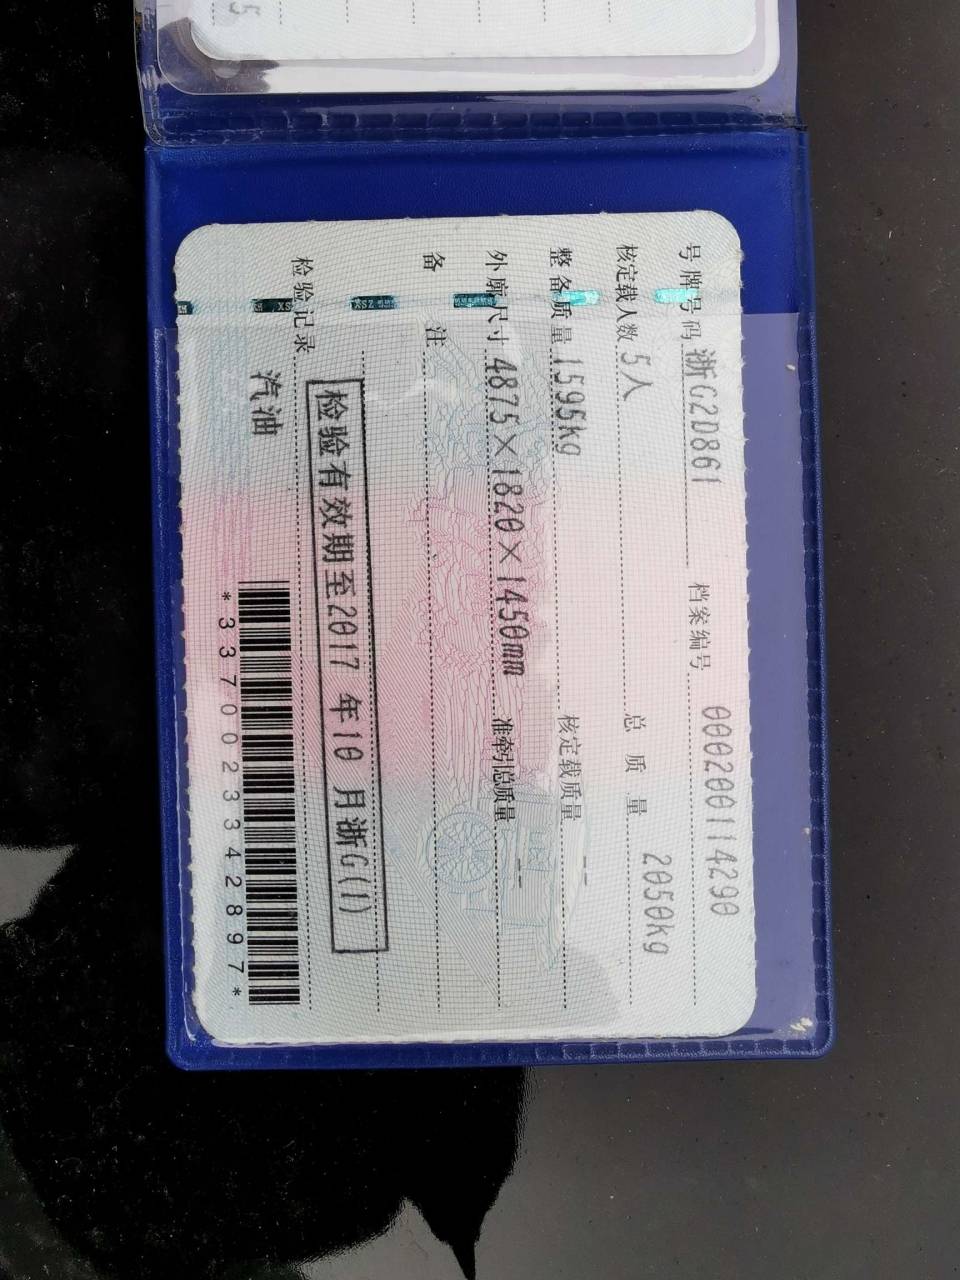 号牌号码 浙G2D861 档案编号 000200114290
核定载人数 5人 总质量 2050kg
整备质量 1595kg 核定载质量 --
外廓尺寸 4875×1820×1450mm 准牵引总质量 --
备注
检验有效期至2017年10月浙G(1)
检验记录
汽油
*3370023342897*